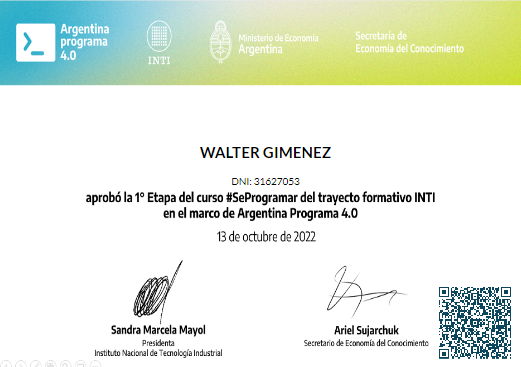 Argentina
programa
4.0
INTI
Ministerio de Economía
Argentina
Secretaría de
Economía del Conocimiento
WALTER GIMENEZ
DNI: 31627053
aprobó la 1° Etapa del curso #SeProgramar del trayecto formativo INTI
en el marco de Argentina Programa 4.0
13 de octubre de 2022
Sandra Marcela Mayol
Presidenta
Instituto Nacional de Tecnología Industrial
Ariel Sujarchuk
Secretario de Economía del Conocimiento